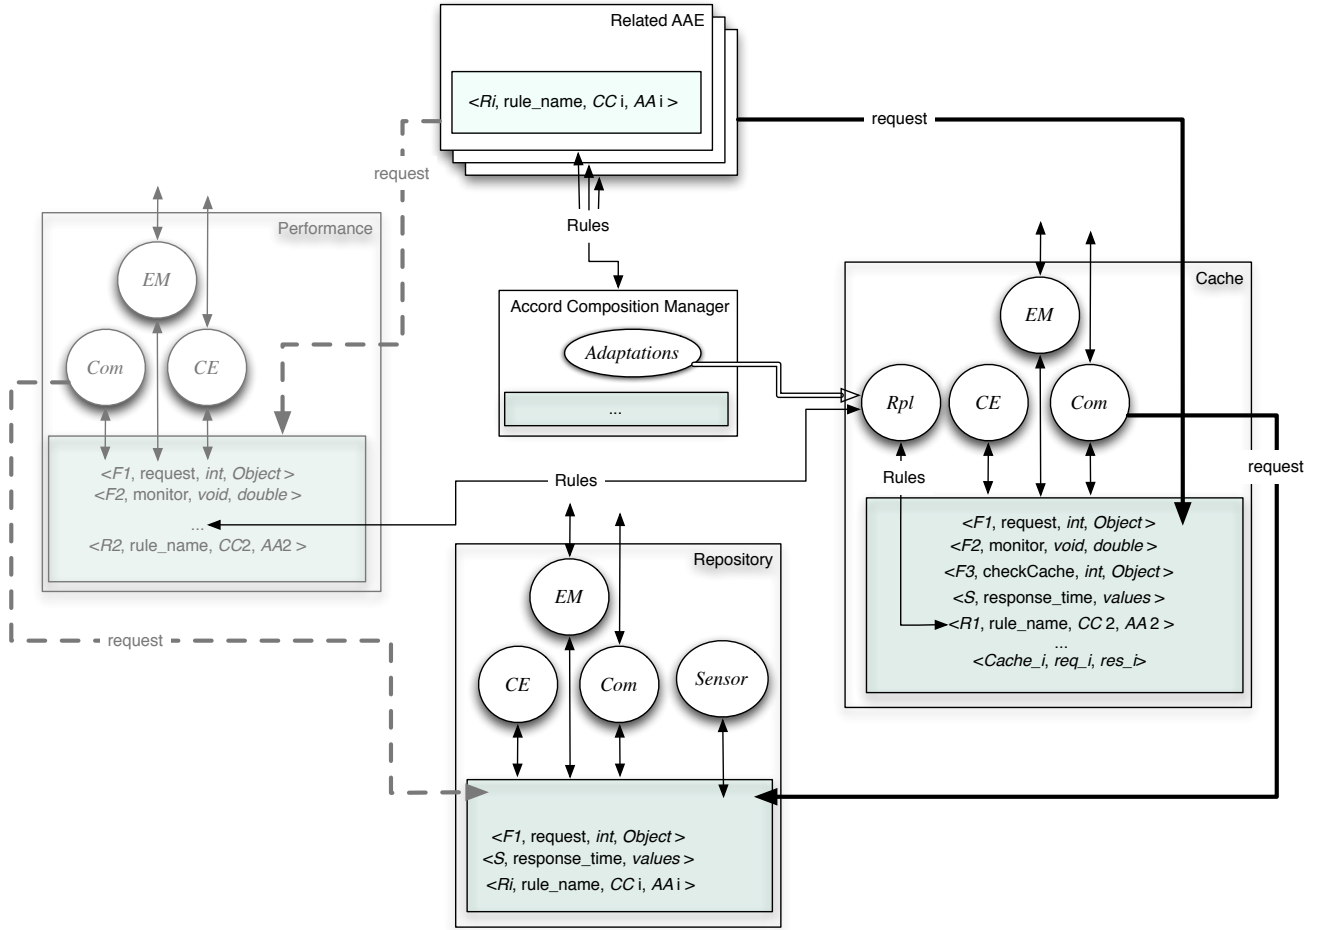 Related AAE
<Ri, rule_name, CC i, AA i >
request
request
Rules
Performance
EM
Com
CE
<F1, request, int, Object >
<F2, monitor, void, double >
...
<R2, rule_name, CC2, AA2 >
request
Accord Composition Manager
Adaptations
...
Rules
Cache
EM
Rpl
CE
Com
Rules
request
<F1, request, int, Object >
<F2, monitor, void, double >
<F3, checkCache, int, Object >
<S, response_time, values >
<R1, rule_name, CC 2, AA 2 >
...
<Cache_i, req_i, res_i>
Repository
EM
CE
Com
Sensor
<F1, request, int, Object >
<S, response_time, values >
<Ri, rule_name, CC i, AA i >